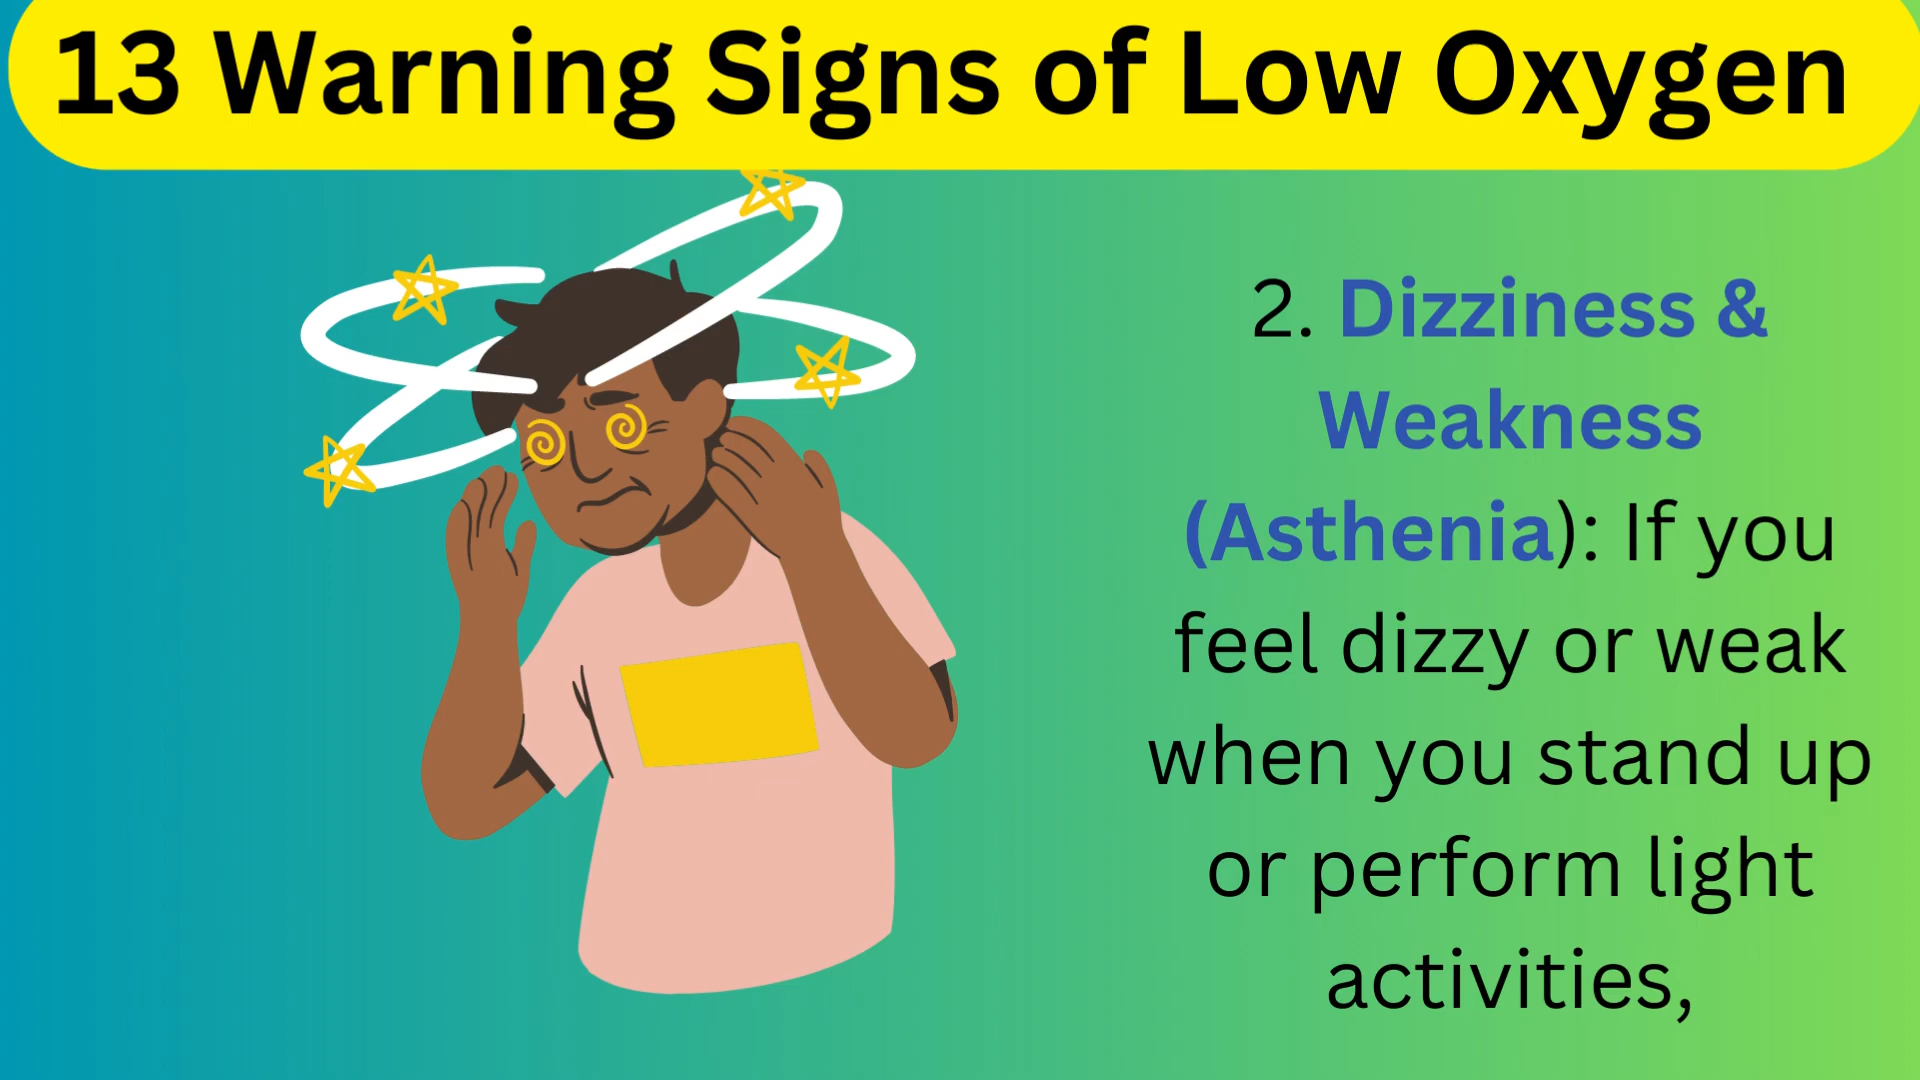 13 Warning Signs of Low Oxygen
2. Dizziness &
Weakness
(Asthenia): If you
feel dizzy or weak
when you stand up
or perform light
activities,